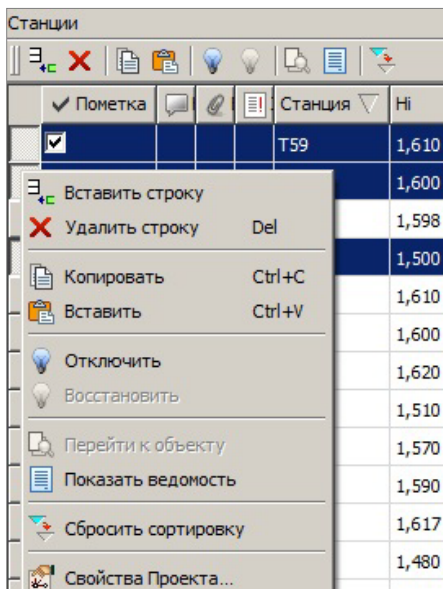 Станции
Пометка Станция Hi
T59 1,610
1,600
1,598
1,500
1,610
1,600
1,620
1,510
1,570
1,590
1,617
1,480
Вставить строку
Удалить строку Del
Копировать Ctrl+C
Вставить Ctrl+V
Отключить
Восстановить
Перейти к объекту
Показать ведомость
Сбросить сортировку
Свойства Проекта...